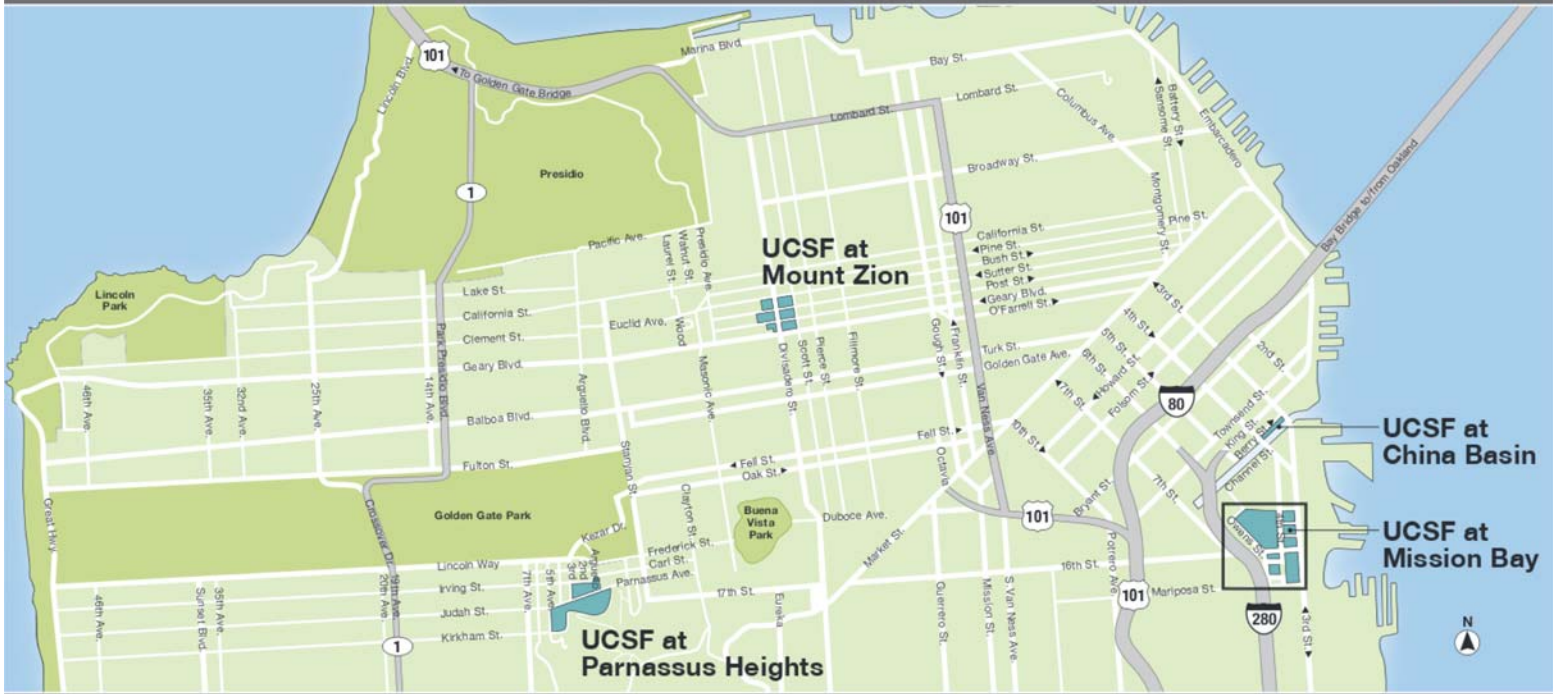 101
Lincoln Blvd.
◄To Golden Gate Bridge
Marina Blvd.
Bay St.
Lombard St.
Lombard St.
Columbus Ave.
Battery St.
Sansome St.
Embarcadero
Broadway St.
Bay Bridge to/from Oakland
Presidio
1
101
Montgomery St.
Pine St.
Pacific Ave.
Laurel St.
Walnut St.
Presidio Ave.
UCSF at
Mount Zion
California St.
◄Pine St.
Bush St.►
◄Sutter St.
Post St.►
◄Geary Blvd.
O'Farrell St.►
Lincoln
Park
Lake St.
California St.
Clement St.
Geary Blvd.
Park Presidio Blvd.
Euclid Ave.
Wood
Masonic Ave.
Divisadero St.
Scott St.
Pierce St.
Fillmore St.
Gough St.
Franklin St.
Van Ness Ave.
Turk St.
Golden Gate Ave.
3rd St.
4th St.
5th St.
6th St.
7th St.
Howard St.
Folsom St.
2nd St.
10th St.
80
Townsend St.
King St.
Berry St.
Channel St.
UCSF at
China Basin
46th Ave.
35th Ave.
32nd Ave.
25th Ave.
14th Ave.
Arguello Blvd.
Balboa Blvd.
Fulton St.
Stanyan St.
◄Fell St.
Oak St.►
Fell St.
Octavia
Bryant St.
7th St.
101
Great Hwy.
Golden Gate Park
Crossover Dr.
Kezar Dr.
Clayton St.
Buena
Vista
Park
Duboce Ave.
Market St.
Potrero Ave.
Owens St.
4th St.
UCSF at
Mission Bay
Lincoln Way
Irving St.
Judah St.
Kirkham St.
46th Ave.
Sunset Blvd.
35th Ave.
20th Ave.
19th Ave.
1
7th Ave.
5th Ave.
3rd
2nd
Arguello
Frederick St.
Carl St.
Parnassus Ave.
17th St.
Eureka
Guerrero St.
Mission St.
S. Van Ness Ave.
16th St.
Mariposa St.
101
280
3rd St.
UCSF at
Parnassus Heights
N